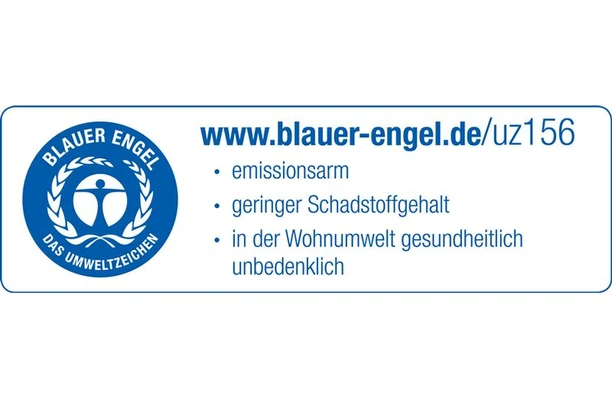 BLAUER ENGEL
DAS UMWELTZEICHEN
www.blauer-engel.de/uz156
• emissionsarm
• geringer Schadstoffgehalt
• in der Wohnumwelt gesundheitlich
unbedenklich